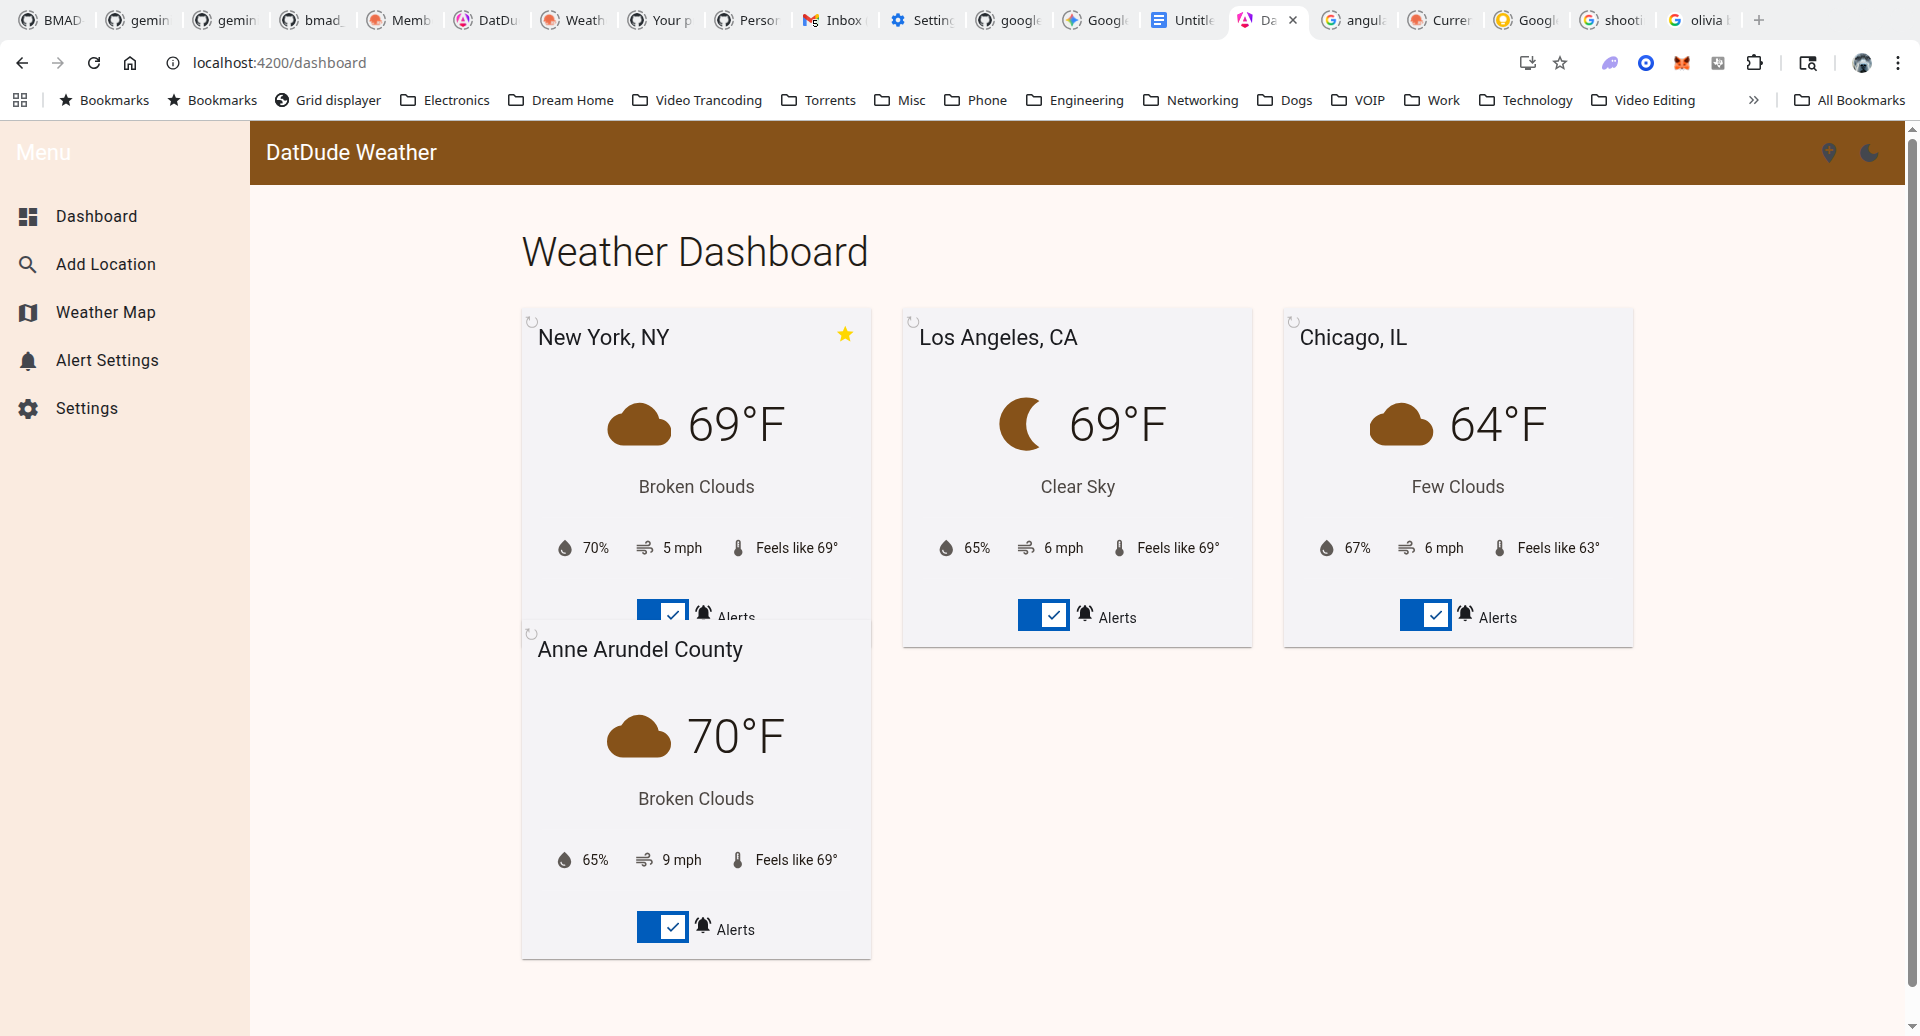 BMAD gemin gemin bmad_ Memb DatDu Weath Your p Person Inbox Setting google Googl Untitle Da angula Currer Googl shooti olivia
localhost:4200/dashboard
Bookmarks Bookmarks Grid displayer Electronics Dream Home Video Trancoding Torrents Misc Phone Engineering Networking Dogs VOIP Work Technology Video Editing All Bookmarks
Menu
DatDude Weather
Dashboard
Add Location
Weather Map
Alert Settings
Settings
Weather Dashboard
New York, NY
69°F
Broken Clouds
70% 5 mph Feels like 69°
Alerts
Los Angeles, CA
69°F
Clear Sky
65% 6 mph Feels like 69°
Alerts
Chicago, IL
64°F
Few Clouds
67% 6 mph Feels like 63°
Alerts
Anne Arundel County
70°F
Broken Clouds
65% 9 mph Feels like 69°
Alerts